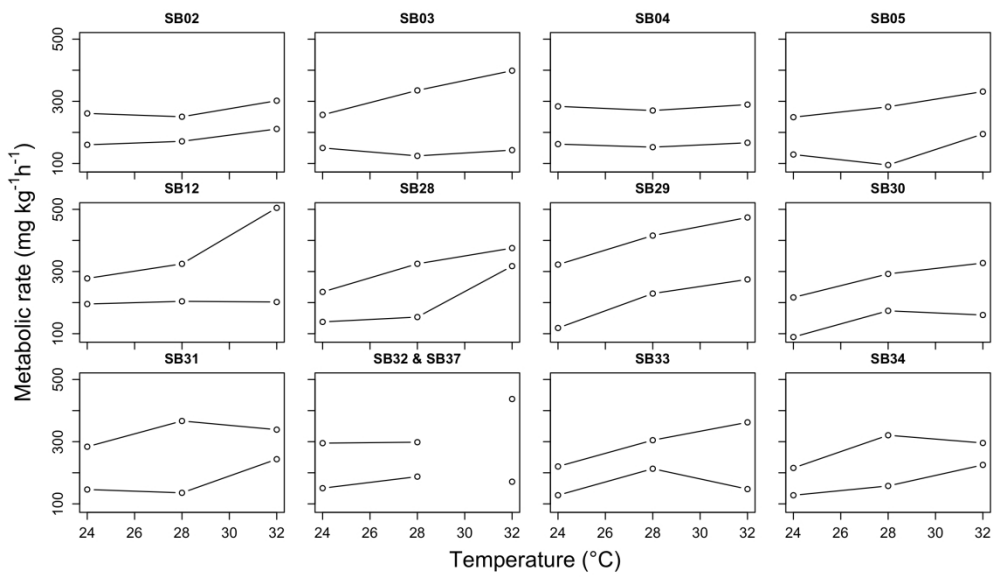 SB02 SB03 SB04 SB05
500
300
100
SB12 SB28 SB29 SB30
500
300
100
SB31 SB32 & SB37 SB33 SB34
500
300
100
24 26 28 30 32 24 26 28 30 32 24 26 28 30 32 24 26 28 30 32
Metabolic rate (mg kg⁻¹h⁻¹)
Temperature (°C)